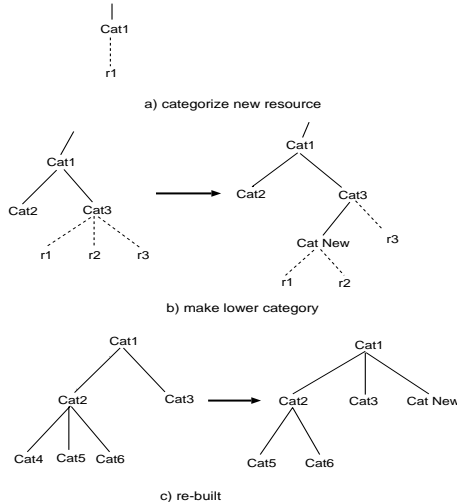 Cat1
r1
a) categorize new resource
Cat1 Cat1
Cat2 Cat3 Cat2 Cat3
r1 r2 r3 Cat New r3
r1 r2
b) make lower category
Cat1 Cat1
Cat2 Cat3 Cat2 Cat3 Cat New
Cat4 Cat5 Cat6 Cat5 Cat6
c) re-built